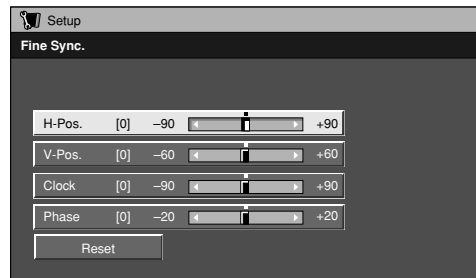 Setup
Fine Sync.
H-Pos. [0] –90 +90
V-Pos. [0] –60 +60
Clock [0] –90 +90
Phase [0] –20 +20
Reset